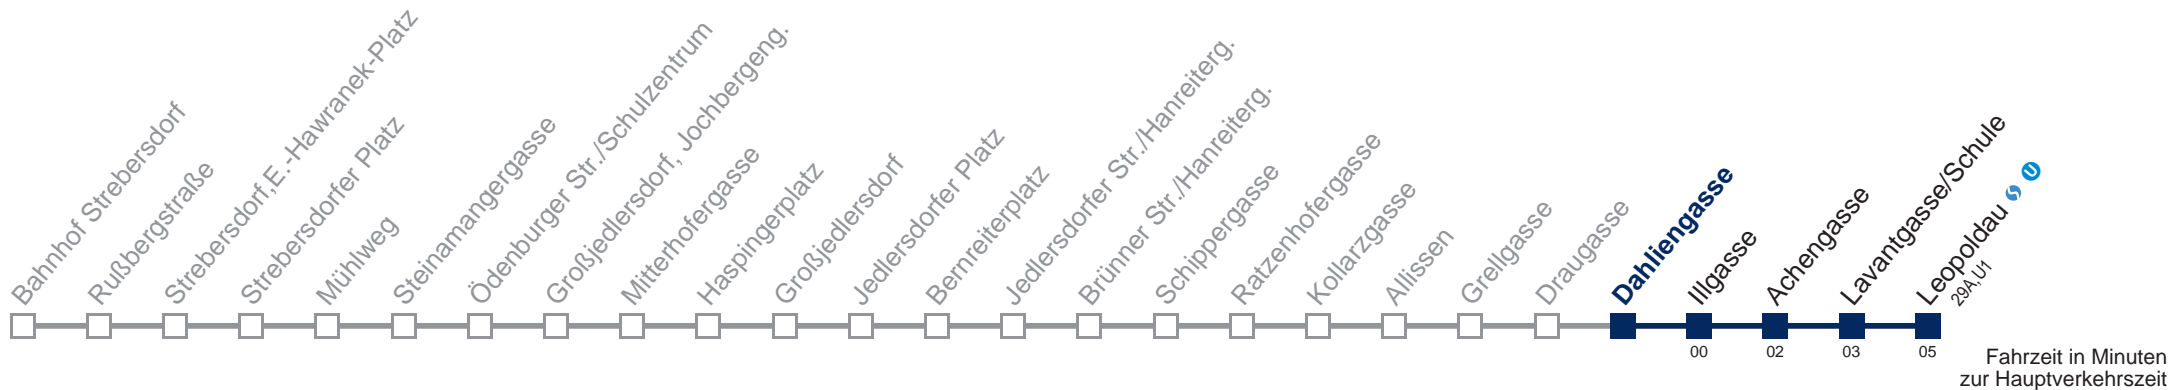 Bahnhof Strebersdorf
Rußbergstraße
Strebersdorf,E.-Hawranek-Platz
Strebersdorfer Platz
Mühlweg
Steinamangergasse
Ödenburger Str./Schulzentrum
Großjedlersdorf, Jochbergeng.
Mitterhofergasse
Haspingerplatz
Großjedlersdorf
Jedlersdorfer Platz
Bernreiterplatz
Jedlersdorfer Str./Hanreiterg.
Brünner Str./Hanreiterg.
Schippergasse
Ratzenhofergasse
Kollarzgasse
Allissen
Grellgasse
Draugasse
Dahliengasse
Illgasse
Achengasse
Lavantgasse/Schule
Leopoldau S U
29A,U1
00 02 03 05
Fahrzeit in Minuten
zur Hauptverkehrszeit